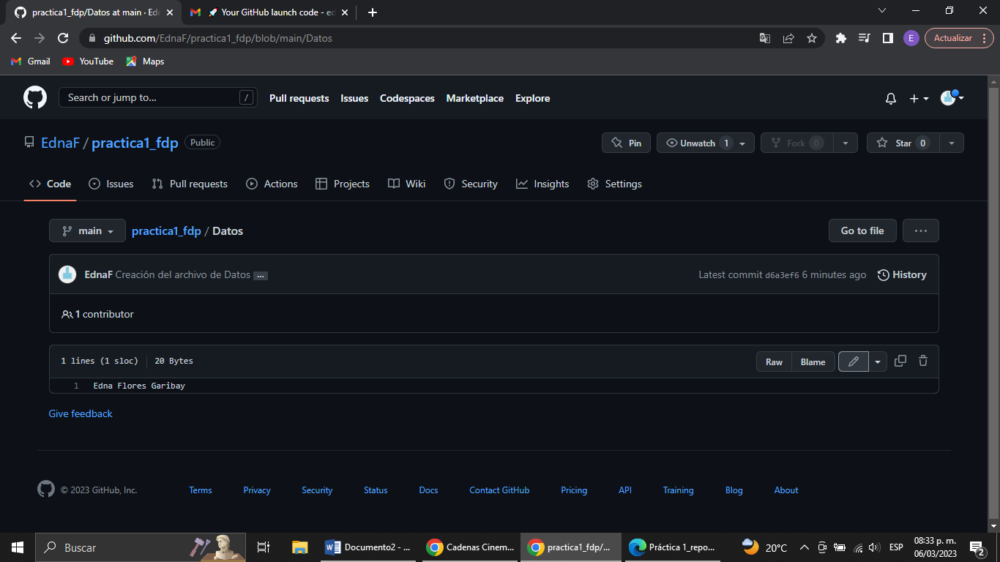 practica1_fdp/Datos at main · Edn
Your GitHub launch code - ed
github.com/EdnaF/practica1_fdp/blob/main/Datos
E
Actualizar
Gmail
YouTube
Maps
Search or jump to...
/
Pull requests
Issues
Codespaces
Marketplace
Explore
EdnaF / practica1_fdp
Public
Pin
Unwatch 1
Fork 0
Star 0
Code
Issues
Pull requests
Actions
Projects
Wiki
Security
Insights
Settings
main
practica1_fdp / Datos
Go to file
...
EdnaF Creación del archivo de Datos ...
Latest commit d6a3ef6 6 minutes ago
History
1 contributor
1 lines (1 sloc)
20 Bytes
Raw
Blame
1 Edna Flores Garibay
Give feedback
© 2023 GitHub, Inc.
Terms
Privacy
Security
Status
Docs
Contact GitHub
Pricing
API
Training
Blog
About
Buscar
Documento2 - ...
Cadenas Cinem...
practica1_fdp/...
Práctica 1_repo...
20°C
ESP
08:33 p. m.
06/03/2023
2